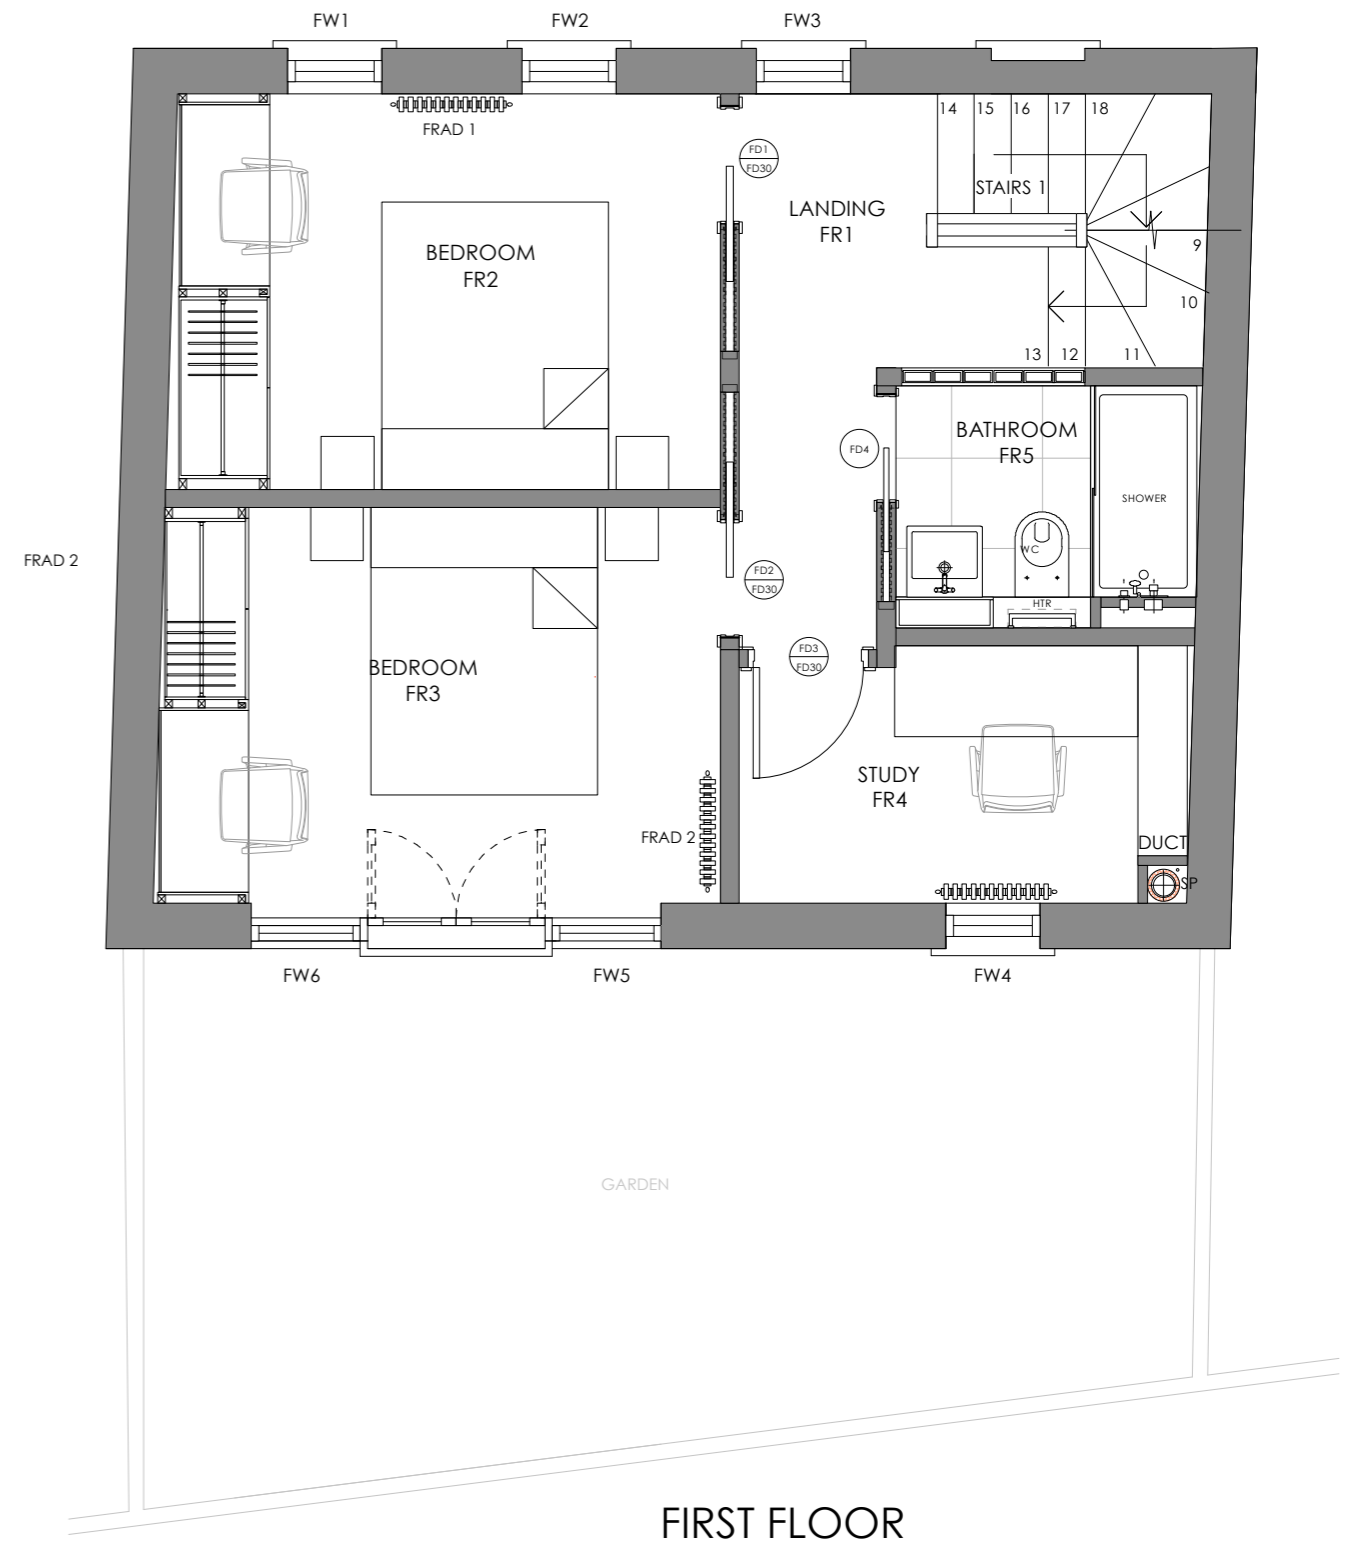 FW1
FW2
FW3
FRAD 1
14
15
16
17
18
FD1
FD30
STAIRS 1
LANDING
FR1
BEDROOM
FR2
9
10
13
12
11
BATHROOM
FR5
FD4
SHOWER
WC
FRAD 2
FD2
FD30
HTR
FD3
FD30
BEDROOM
FR3
STUDY
FR4
FRAD 2
DUCT
SP
FW6
FW5
FW4
GARDEN
FIRST FLOOR